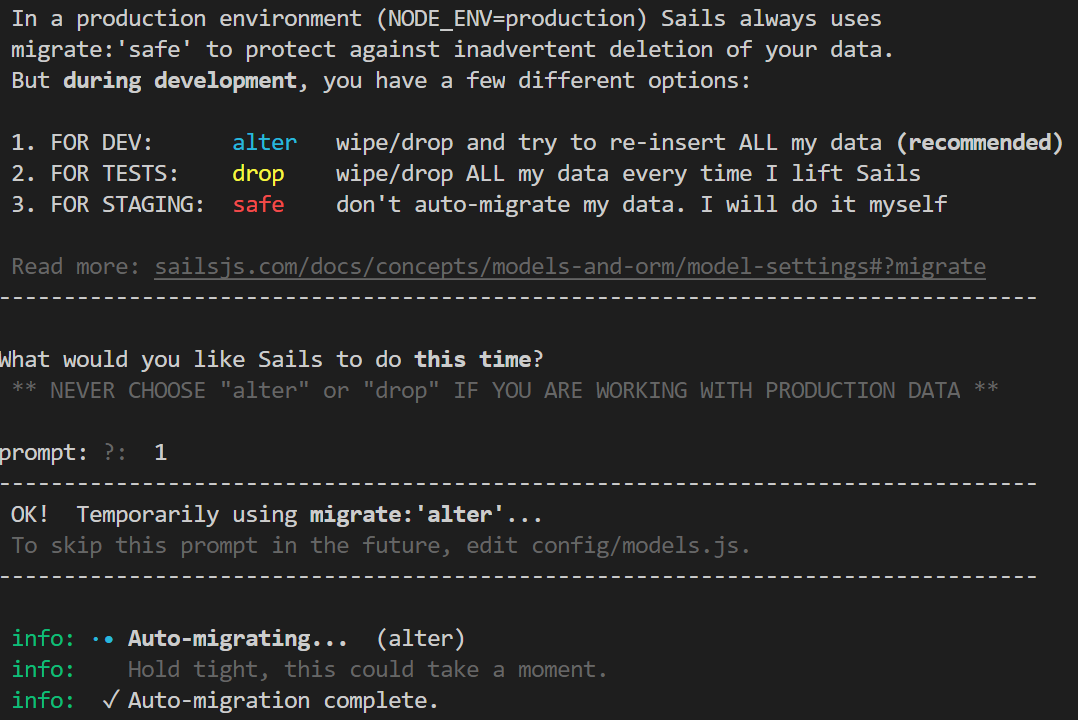 In a production environment (NODE_ENV=production) Sails always uses
migrate:'safe' to protect against inadvertent deletion of your data.
But during development, you have a few different options:
1. FOR DEV:      alter   wipe/drop and try to re-insert ALL my data (recommended)
2. FOR TESTS:    drop    wipe/drop ALL my data every time I lift Sails
3. FOR STAGING:  safe    don't auto-migrate my data. I will do it myself
Read more: sailsjs.com/docs/concepts/models-and-orm/model-settings#?migrate
--------------------------------------------------------------------------------
What would you like Sails to do this time?
** NEVER CHOOSE "alter" or "drop" IF YOU ARE WORKING WITH PRODUCTION DATA **
prompt: ?:  1
--------------------------------------------------------------------------------
OK!  Temporarily using migrate:'alter'...
To skip this prompt in the future, edit config/models.js.
--------------------------------------------------------------------------------
info: ·• Auto-migrating...  (alter)
info:    Hold tight, this could take a moment.
info:  ✓ Auto-migration complete.